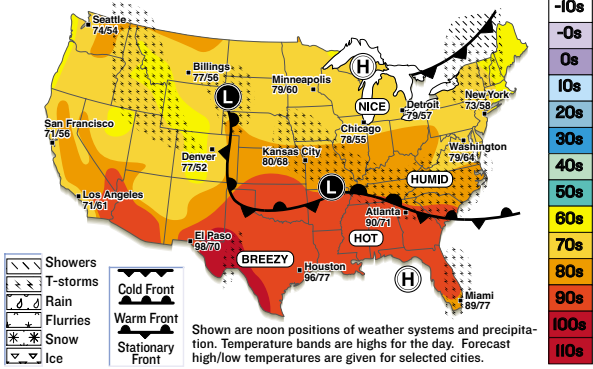 -10s
-0s
0s
10s
20s
30s
40s
50s
60s
70s
80s
90s
100s
110s
Seattle
74/54
Billings
77/56
Minneapolis
79/60
H
L
NICE
Detroit
79/57
New York
73/58
San Francisco
71/56
Chicago
78/55
Denver
77/52
Kansas City
80/68
Washington
79/64
HUMID
L
Los Angeles
71/61
Atlanta
90/71
El Paso
98/70
HOT
BREEZY
Houston
96/77
H
Miami
89/77
Showers
T-storms
Rain
Flurries
Snow
Ice
Cold Front
Warm Front
Stationary
Front
Shown are noon positions of weather systems and precipita-
tion. Temperature bands are highs for the day. Forecast
high/low temperatures are given for selected cities.